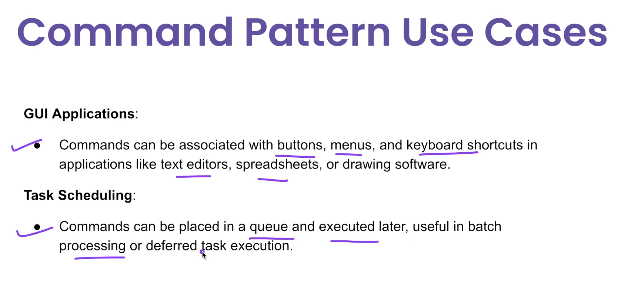 Command Pattern Use Cases
GUI Applications:
● Commands can be associated with buttons, menus, and keyboard shortcuts in
applications like text editors, spreadsheets, or drawing software.
Task Scheduling:
● Commands can be placed in a queue and executed later, useful in batch
processing or deferred task execution.